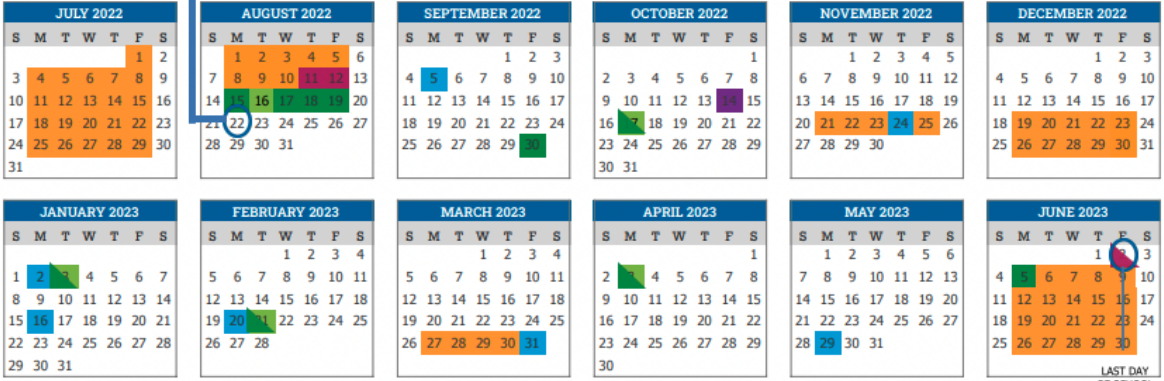 JULY 2022
S M T W T F S
1 2
3 4 5 6 7 8 9
10 11 12 13 14 15 16
17 18 19 20 21 22 23
24 25 26 27 28 29 30
31
AUGUST 2022
S M T W T F S
1 2 3 4 5 6
7 8 9 10 11 12 13
14 15 16 17 18 19 20
21 22 23 24 25 26 27
28 29 30 31
SEPTEMBER 2022
S M T W T F S
1 2 3
4 5 6 7 8 9 10
11 12 13 14 15 16 17
18 19 20 21 22 23 24
25 26 27 28 29 30
OCTOBER 2022
S M T W T F S
1
2 3 4 5 6 7 8
9 10 11 12 13 14 15
16 17 18 19 20 21 22
23 24 25 26 27 28 29
30 31
NOVEMBER 2022
S M T W T F S
1 2 3 4 5
6 7 8 9 10 11 12
13 14 15 16 17 18 19
20 21 22 23 24 25 26
27 28 29 30
DECEMBER 2022
S M T W T F S
1 2 3
4 5 6 7 8 9 10
11 12 13 14 15 16 17
18 19 20 21 22 23 24
25 26 27 28 29 30 31
JANUARY 2023
S M T W T F S
1 2 3 4 5 6 7
8 9 10 11 12 13 14
15 16 17 18 19 20 21
22 23 24 25 26 27 28
29 30 31
FEBRUARY 2023
S M T W T F S
1 2 3 4
5 6 7 8 9 10 11
12 13 14 15 16 17 18
19 20 21 22 23 24 25
26 27 28
MARCH 2023
S M T W T F S
1 2 3 4
5 6 7 8 9 10 11
12 13 14 15 16 17 18
19 20 21 22 23 24 25
26 27 28 29 30 31
APRIL 2023
S M T W T F S
1
2 3 4 5 6 7 8
9 10 11 12 13 14 15
16 17 18 19 20 21 22
23 24 25 26 27 28 29
30
MAY 2023
S M T W T F S
1 2 3 4 5 6
7 8 9 10 11 12 13
14 15 16 17 18 19 20
21 22 23 24 25 26 27
28 29 30 31
JUNE 2023
S M T W T F S
1 2 3
4 5 6 7 8 9 10
11 12 13 14 15 16 17
18 19 20 21 22 23 24
25 26 27 28 29 30
LAST DAY